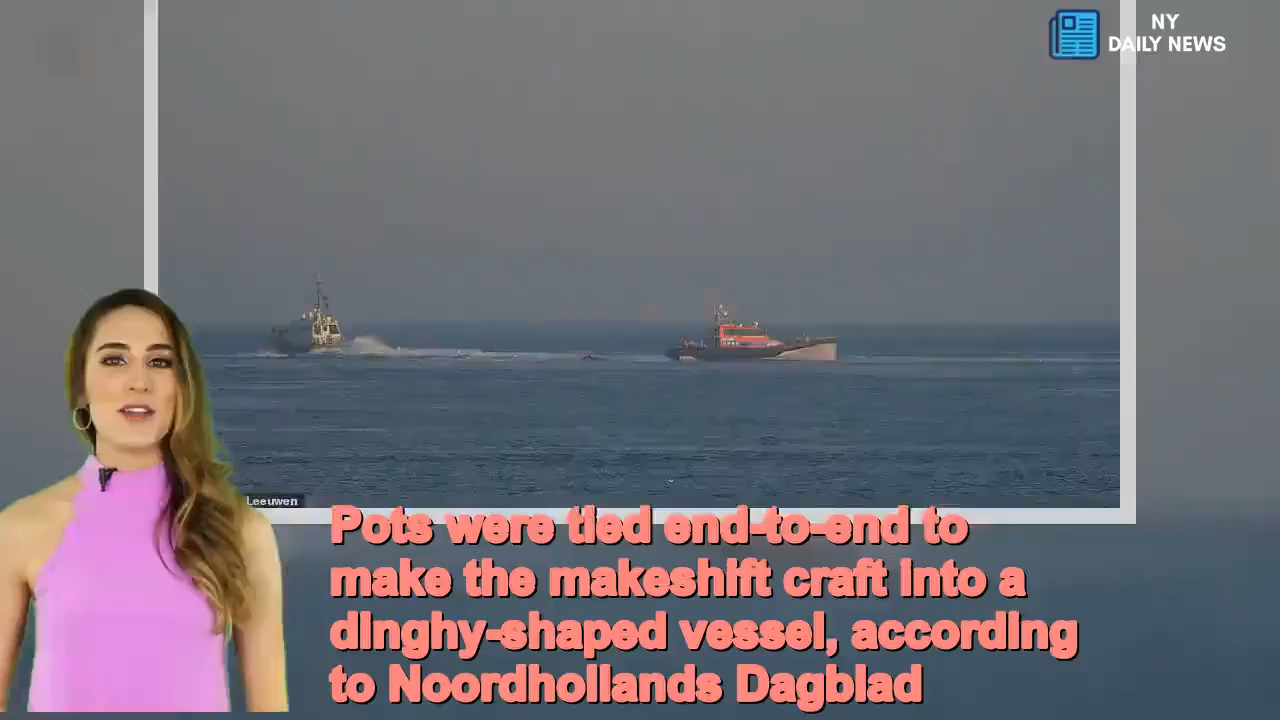 NY
DAILY NEWS
Leeuwen
Pots were tied end-to-end to
make the makeshift craft into a
dinghy-shaped vessel, according
to Noordhollands Dagblad